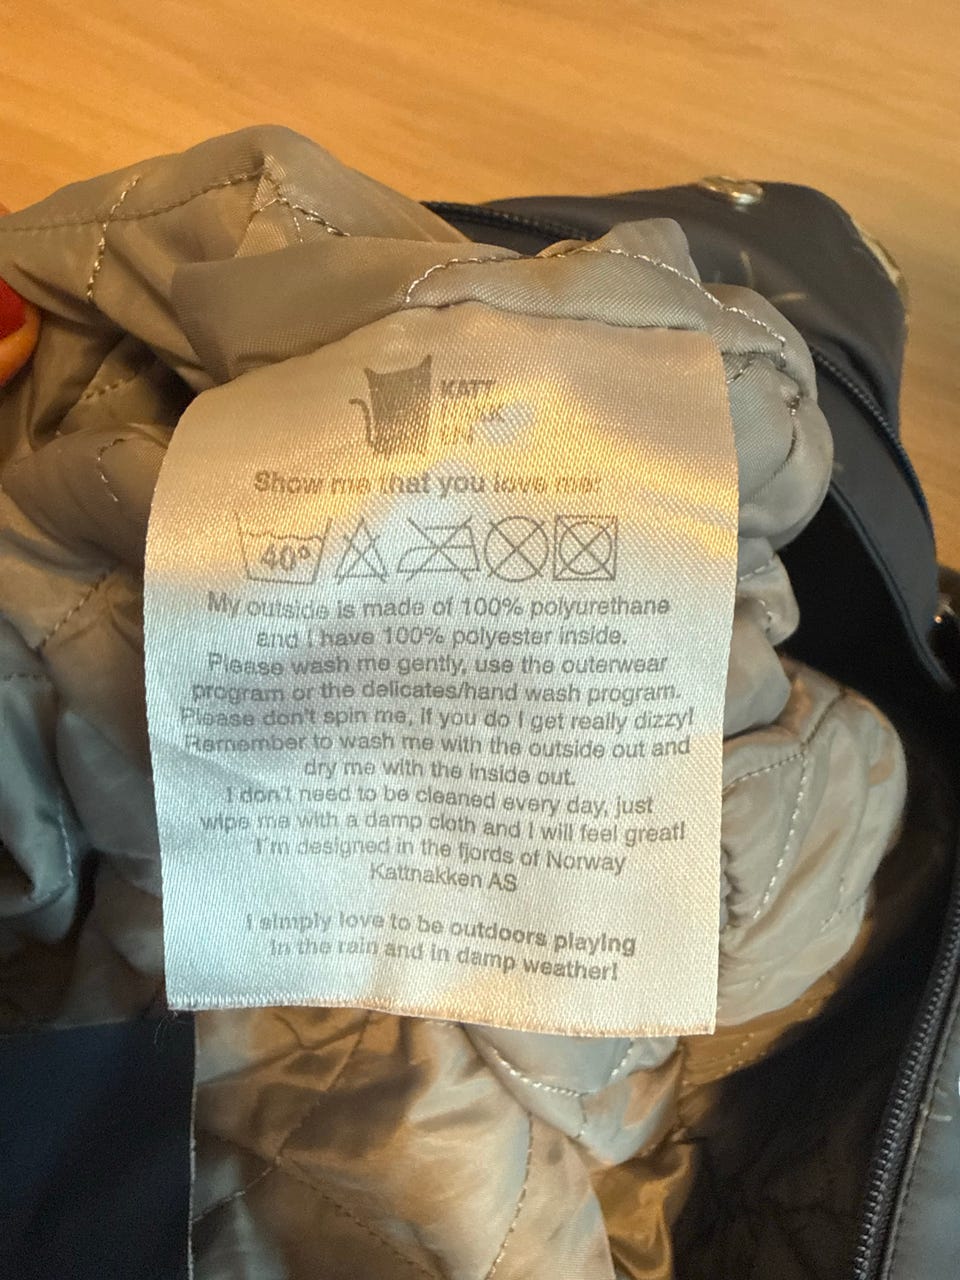 KATT
UN
Show me that you love me:
40°
My outside is made of 100% polyurethane
and I have 100% polyester inside.
Please wash me gently, use the outerwear
program or the delicates/hand wash program.
Please don't spin me, if you do I get really dizzy!
Remember to wash me with the outside out and
dry me with the inside out.
I don't need to be cleaned every day, just
wipe me with a damp cloth and I will feel great!
I'm designed in the fjords of Norway
Kattnakken AS
I simply love to be outdoors playing
in the rain and in damp weather!